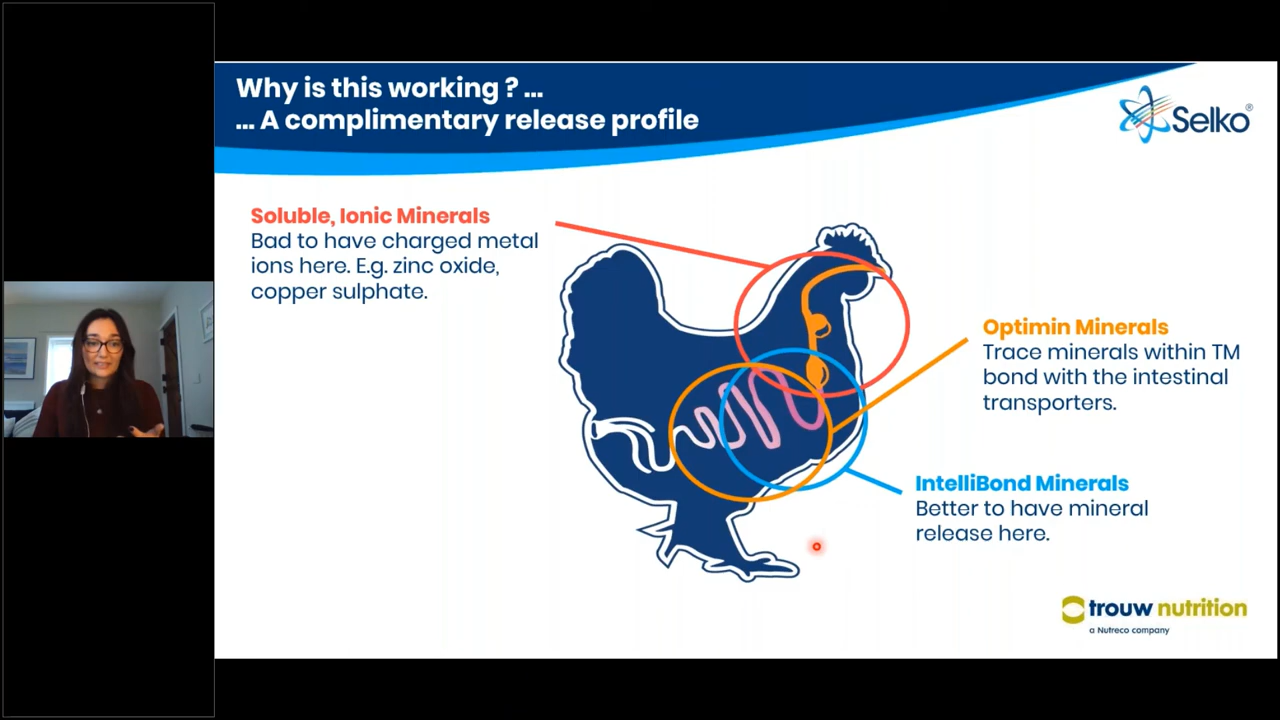 Why is this working ? ...
... A complimentary release profile
Selko®
Soluble, Ionic Minerals
Bad to have charged metal
ions here. E.g. zinc oxide,
copper sulphate.
Optimin Minerals
Trace minerals within TM
bond with the intestinal
transporters.
IntelliBond Minerals
Better to have mineral
release here.
trouw nutrition
a Nutreco company